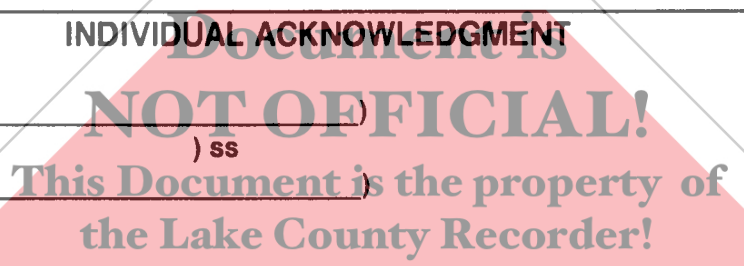 INDIVIDUAL ACKNOWLEDGMENT
Document is
NOT OFFICIAL!
)
) ss
This Document is the property of
)
the Lake County Recorder!